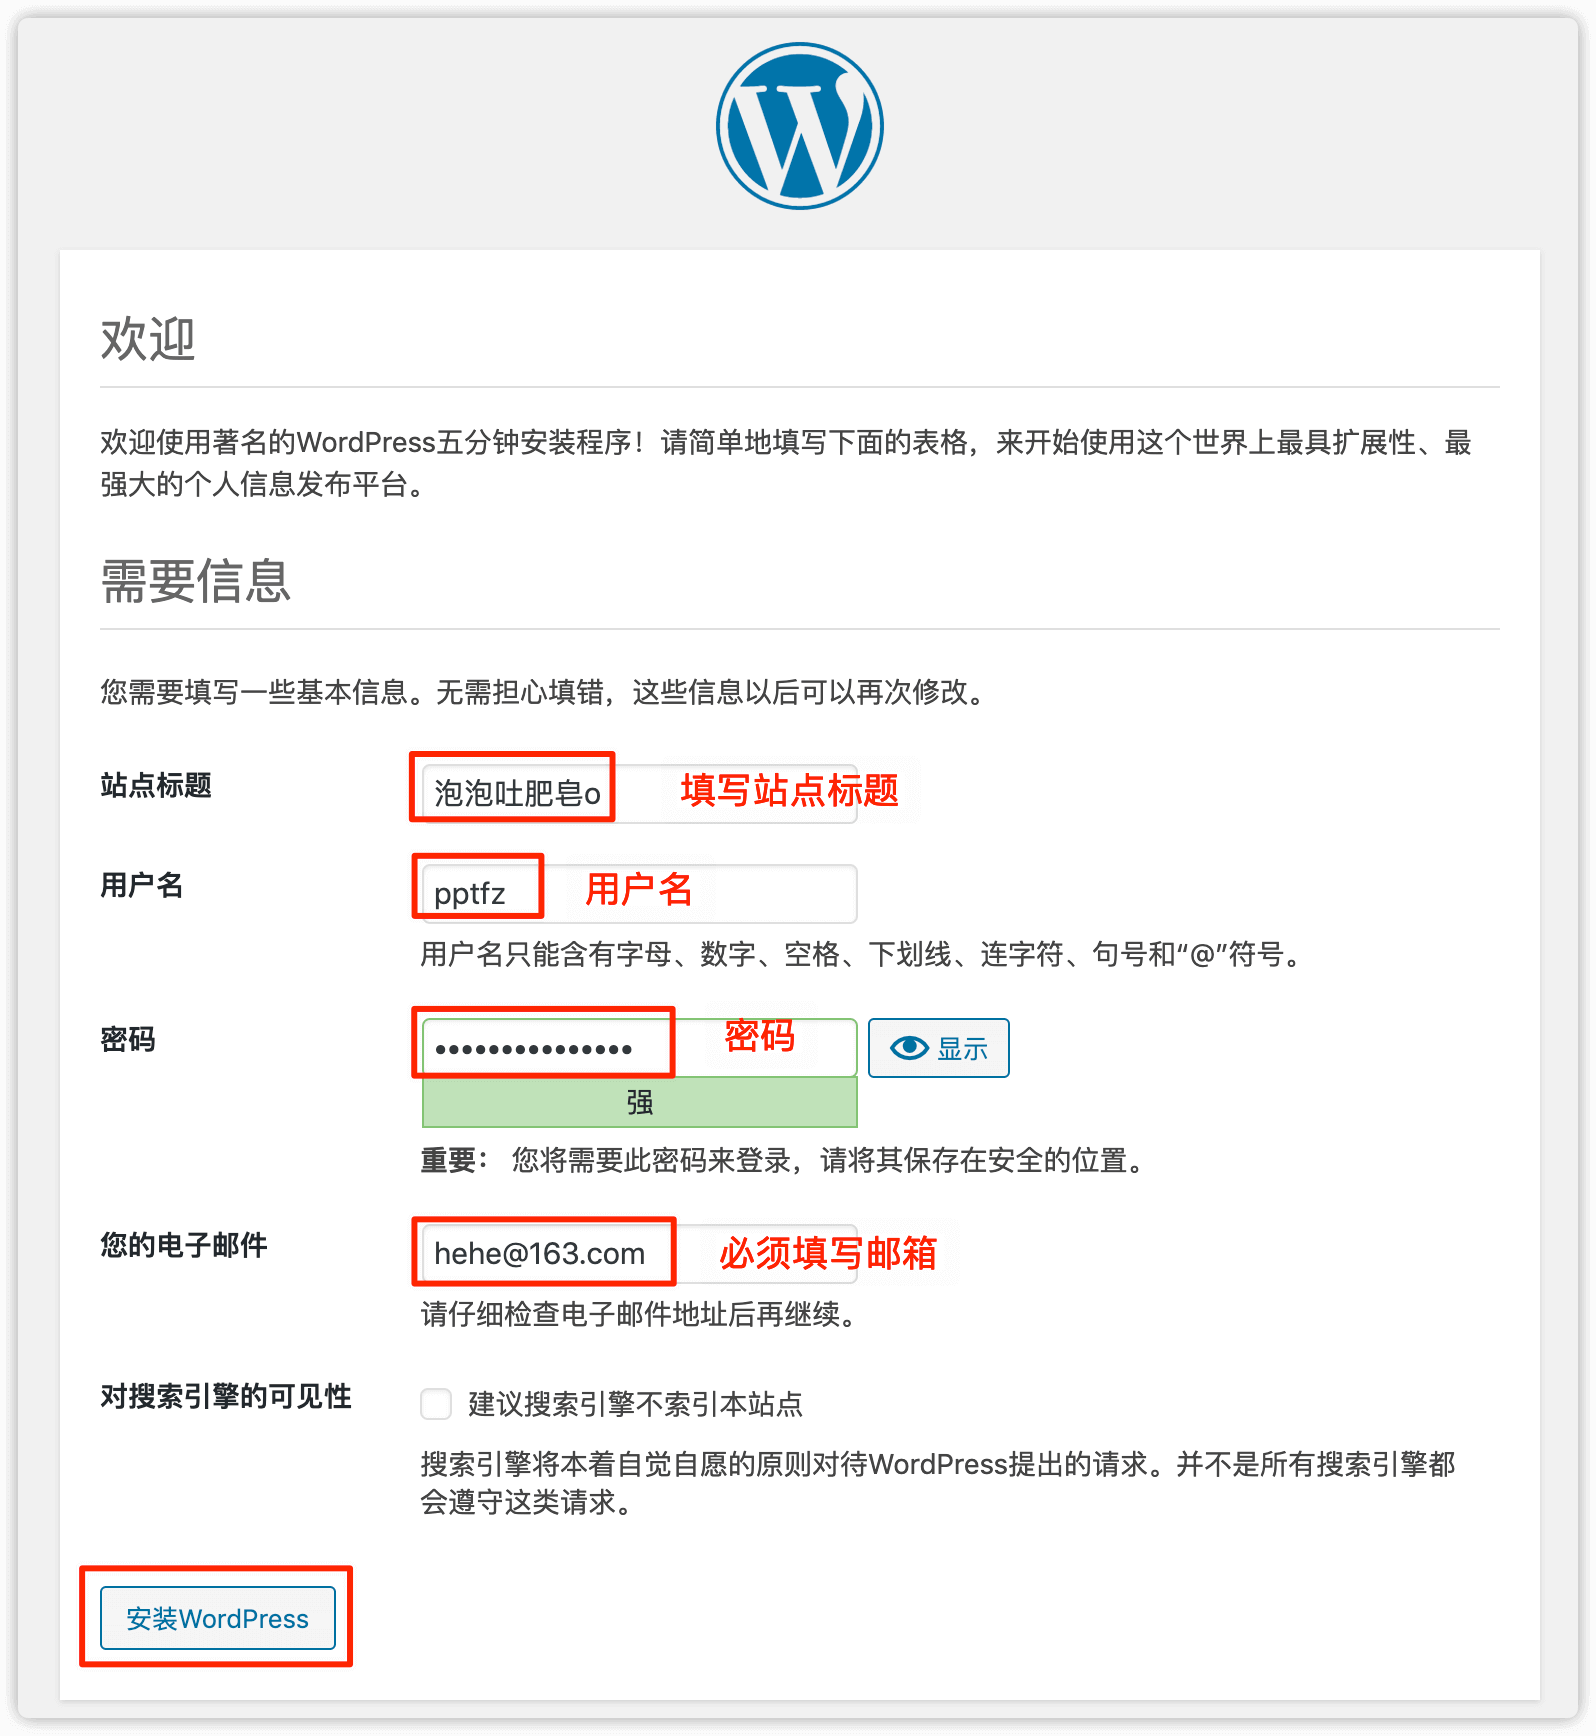 欢迎
欢迎使用著名的WordPress五分钟安装程序！请简单地填写下面的表格，来开始使用这个世界上最具扩展性、最
强大的个人信息发布平台。
需要信息
您需要填写一些基本信息。无需担心填错，这些信息以后可以再次修改。
站点标题 泡泡吐肥皂o 填写站点标题
用户名 pptfz 用户名
用户名只能含有字母、数字、空格、下划线、连字符、句号和“@”符号。
密码 ••••••••••••••• 密码 显示
强
重要： 您将需要此密码来登录，请将其保存在安全的位置。
您的电子邮件 hehe@163.com 必须填写邮箱
请仔细检查电子邮件地址后再继续。
对搜索引擎的可见性 建议搜索引擎不索引本站点
搜索引擎将本着自觉自愿的原则对待WordPress提出的请求。并不是所有搜索引擎都
会遵守这类请求。
安装WordPress